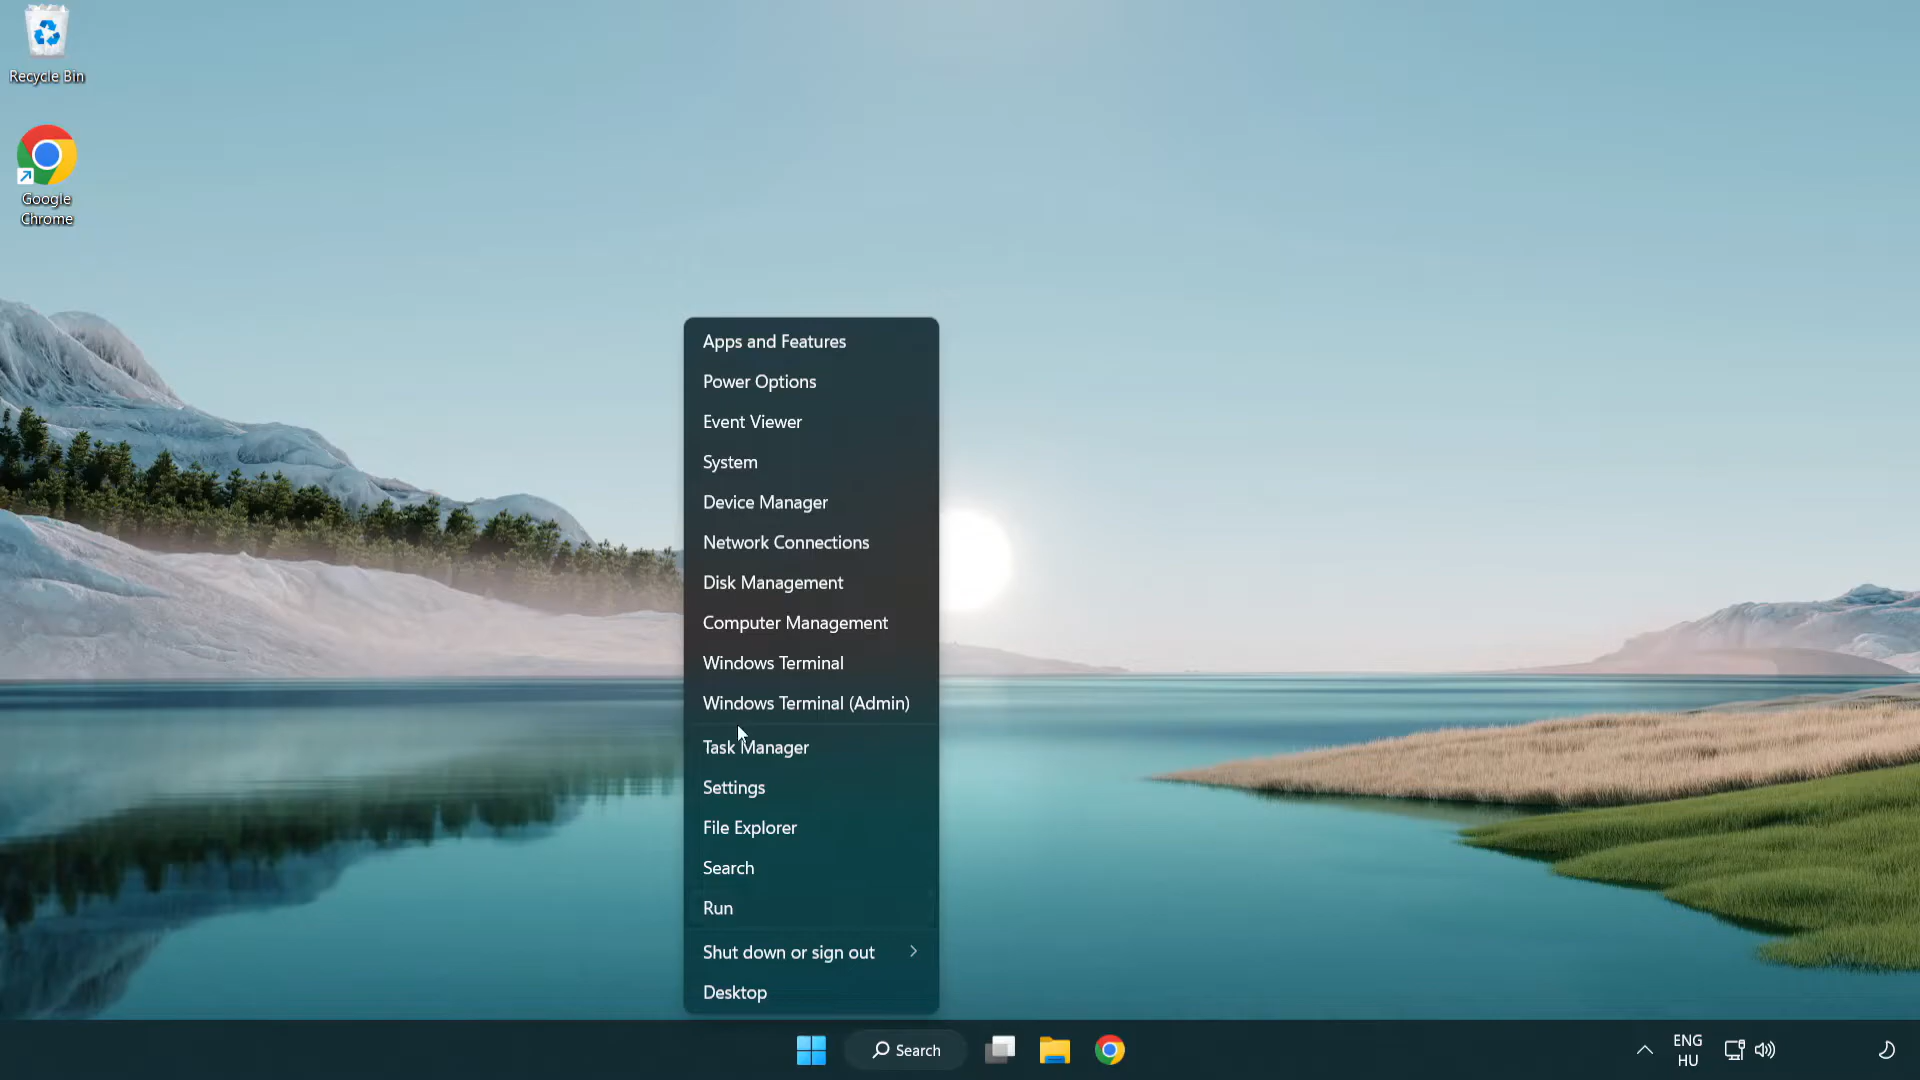 Recycle Bin
Google
Chrome
Apps and Features
Power Options
Event Viewer
System
Device Manager
Network Connections
Disk Management
Computer Management
Windows Terminal
Windows Terminal (Admin)
Task Manager
Settings
File Explorer
Search
Run
Shut down or sign out
Desktop
Search
ENG
HU